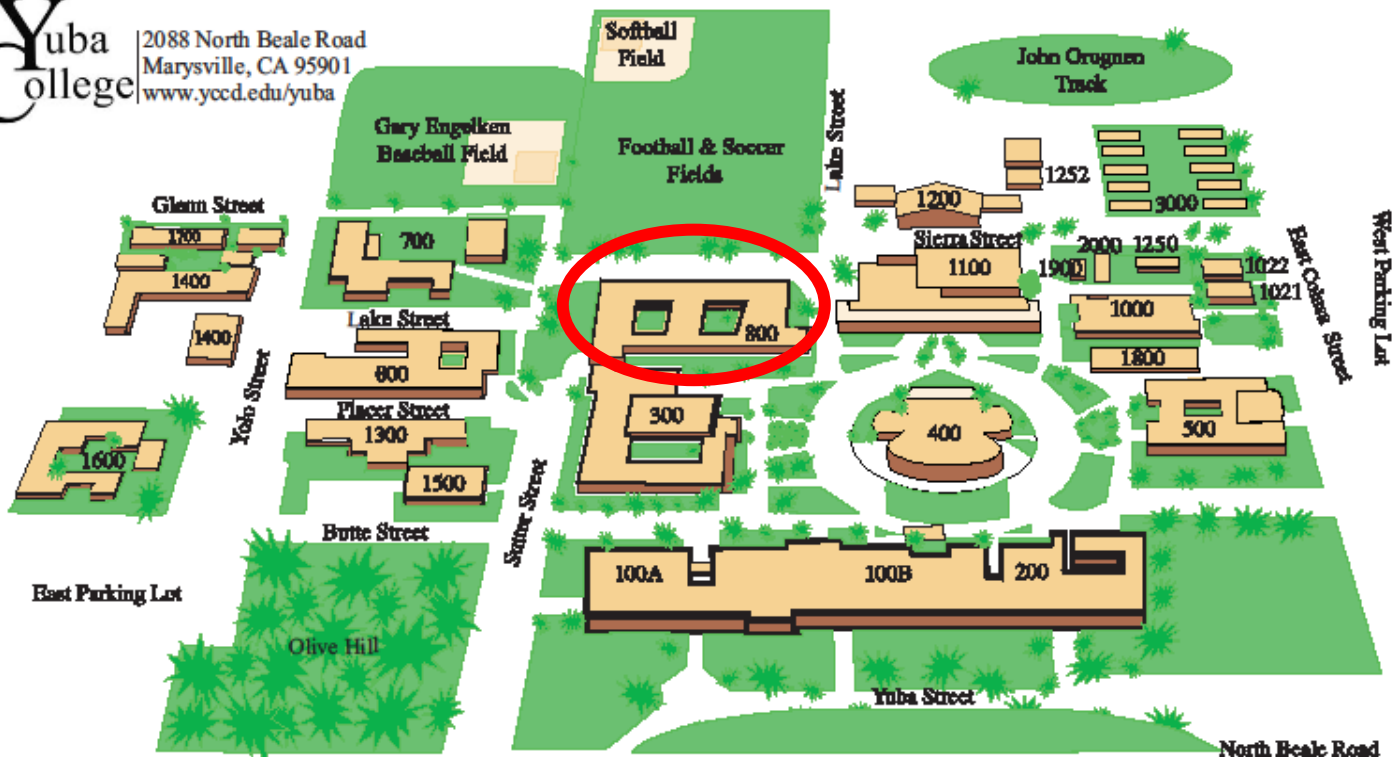 Yuba
College
2088 North Beale Road
Marysville, CA 95901
www.yccd.edu/yuba
Softball
Field
John Orugnen
Track
Gary Engelken
Baseball Field
Football & Soccer
Fields
Lake Street
1252
1200
3000
Glenn Street
1700
700
Sierra Street
2000
1250
East Colusa Street
West Parking Lot
1400
1100
1900
1022
1021
1400
Lake Street
800
1000
600
1800
Yolo Street
Placer Street
300
400
500
1300
1600
1500
Sutter Street
Butte Street
100A
100B
200
East Parking Lot
Olive Hill
Yuba Street
North Beale Road